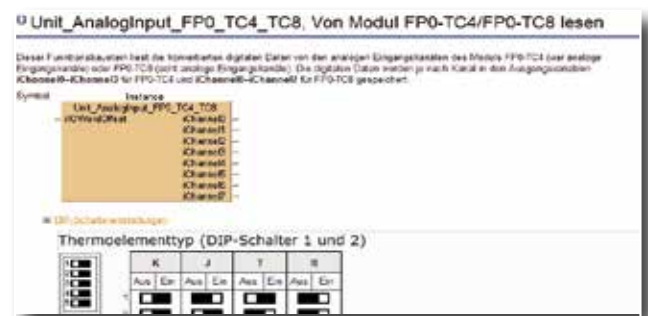 Unit_AnalogInput_FP0_TC4_TC8, Von Modul FP0-TC4/FP0-TC8 lesen
Dieser Funktionsbaustein liest die konvertierten digitalen Daten von den analogen Eingangskanälen des Moduls FP0-TC4 (vier analoge
Eingangskanäle) oder FP0-TC8 (acht analoge Eingangskanäle). Die digitalen Daten werden je nach Kanal in den Ausgangsvariablen
iChannel0-iChannel3 für FP0-TC4 und iChannel0-iChannel7 für FP0-TC8 gespeichert.
Symbol
Instance
Unit_AnalogInput_FP0_TC4_TC8
iIOWordOffset iChannel0
iChannel1
iChannel2
iChannel3
iChannel4
iChannel5
iChannel6
iChannel7
DIP-Schaltereinstellungen
Thermoelementtyp (DIP-Schalter 1 und 2)
K J T R
Aus Ein Aus Ein Aus Ein Aus Ein